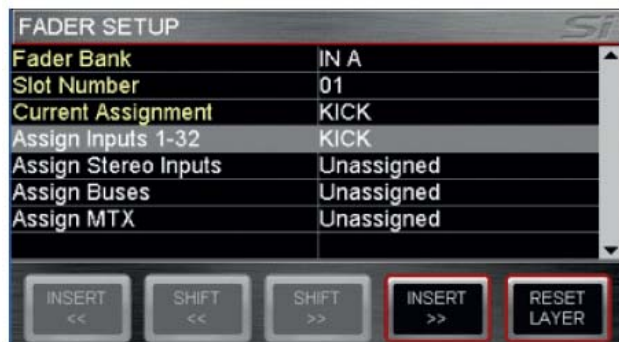 FADER SETUP Si
Fader Bank IN A
Slot Number 01
Current Assignment KICK
Assign Inputs 1-32 KICK
Assign Stereo Inputs Unassigned
Assign Buses Unassigned
Assign MTX Unassigned
INSERT << SHIFT << SHIFT >> INSERT >> RESET LAYER